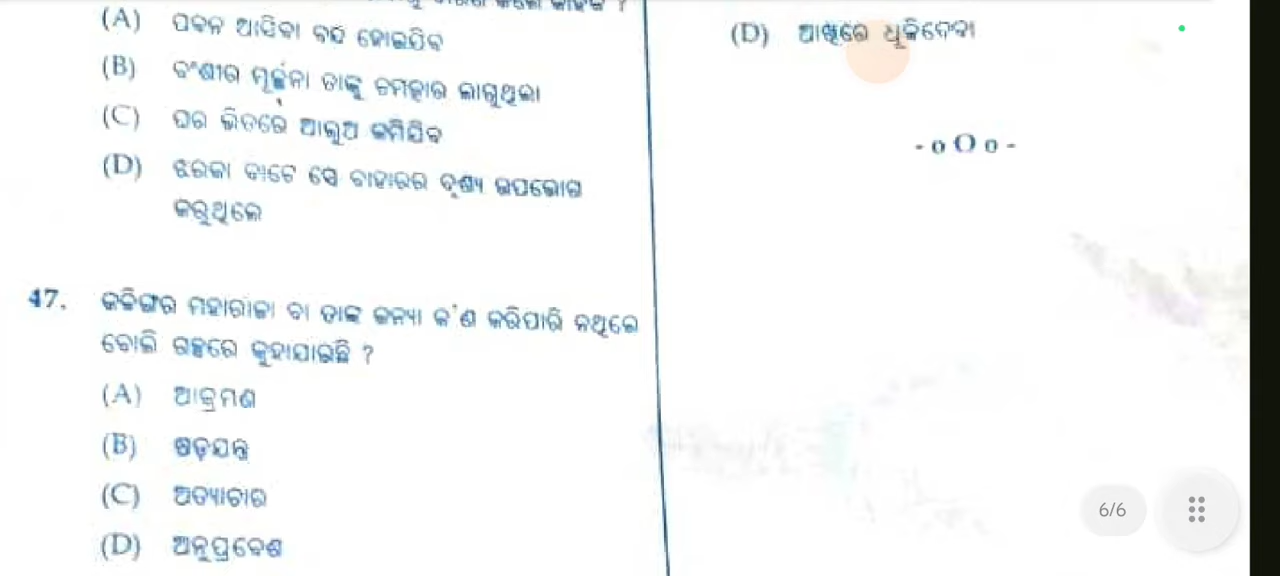 (A) ପବନ ଆସିବା ବନ୍ଦ ହୋଇଯିବ
(B) ବଂଶୀର ମୂର୍ଚ୍ଛନା ତାଙ୍କୁ ଚମତ୍କାର ଲାଗୁଥିଲା
(C) ଘର ଭିତରେ ଆଲୁଅ କମିଯିବ
(D) ଝରକା ବାଟେ ସେ ବାହାରର ଦୃଶ୍ୟ ଉପଭୋଗ
କରୁଥିଲେ
47. କଳିଙ୍ଗର ମହାରାଜା ବା ତାଙ୍କ କନ୍ୟା କ'ଣ କରିପାରି ନଥିଲେ
ବୋଲି ଗଳ୍ପରେ କୁହାଯାଇଛି ?
(A) ଆକ୍ରମଣ
(B) ଷଡ଼ଯନ୍ତ୍ର
(C) ଅତ୍ୟାଚାର
(D) ଅନୁପ୍ରବେଶ
(D) ଆଖିରେ ଧୂଳିଦେବା
- o O o -
6/6